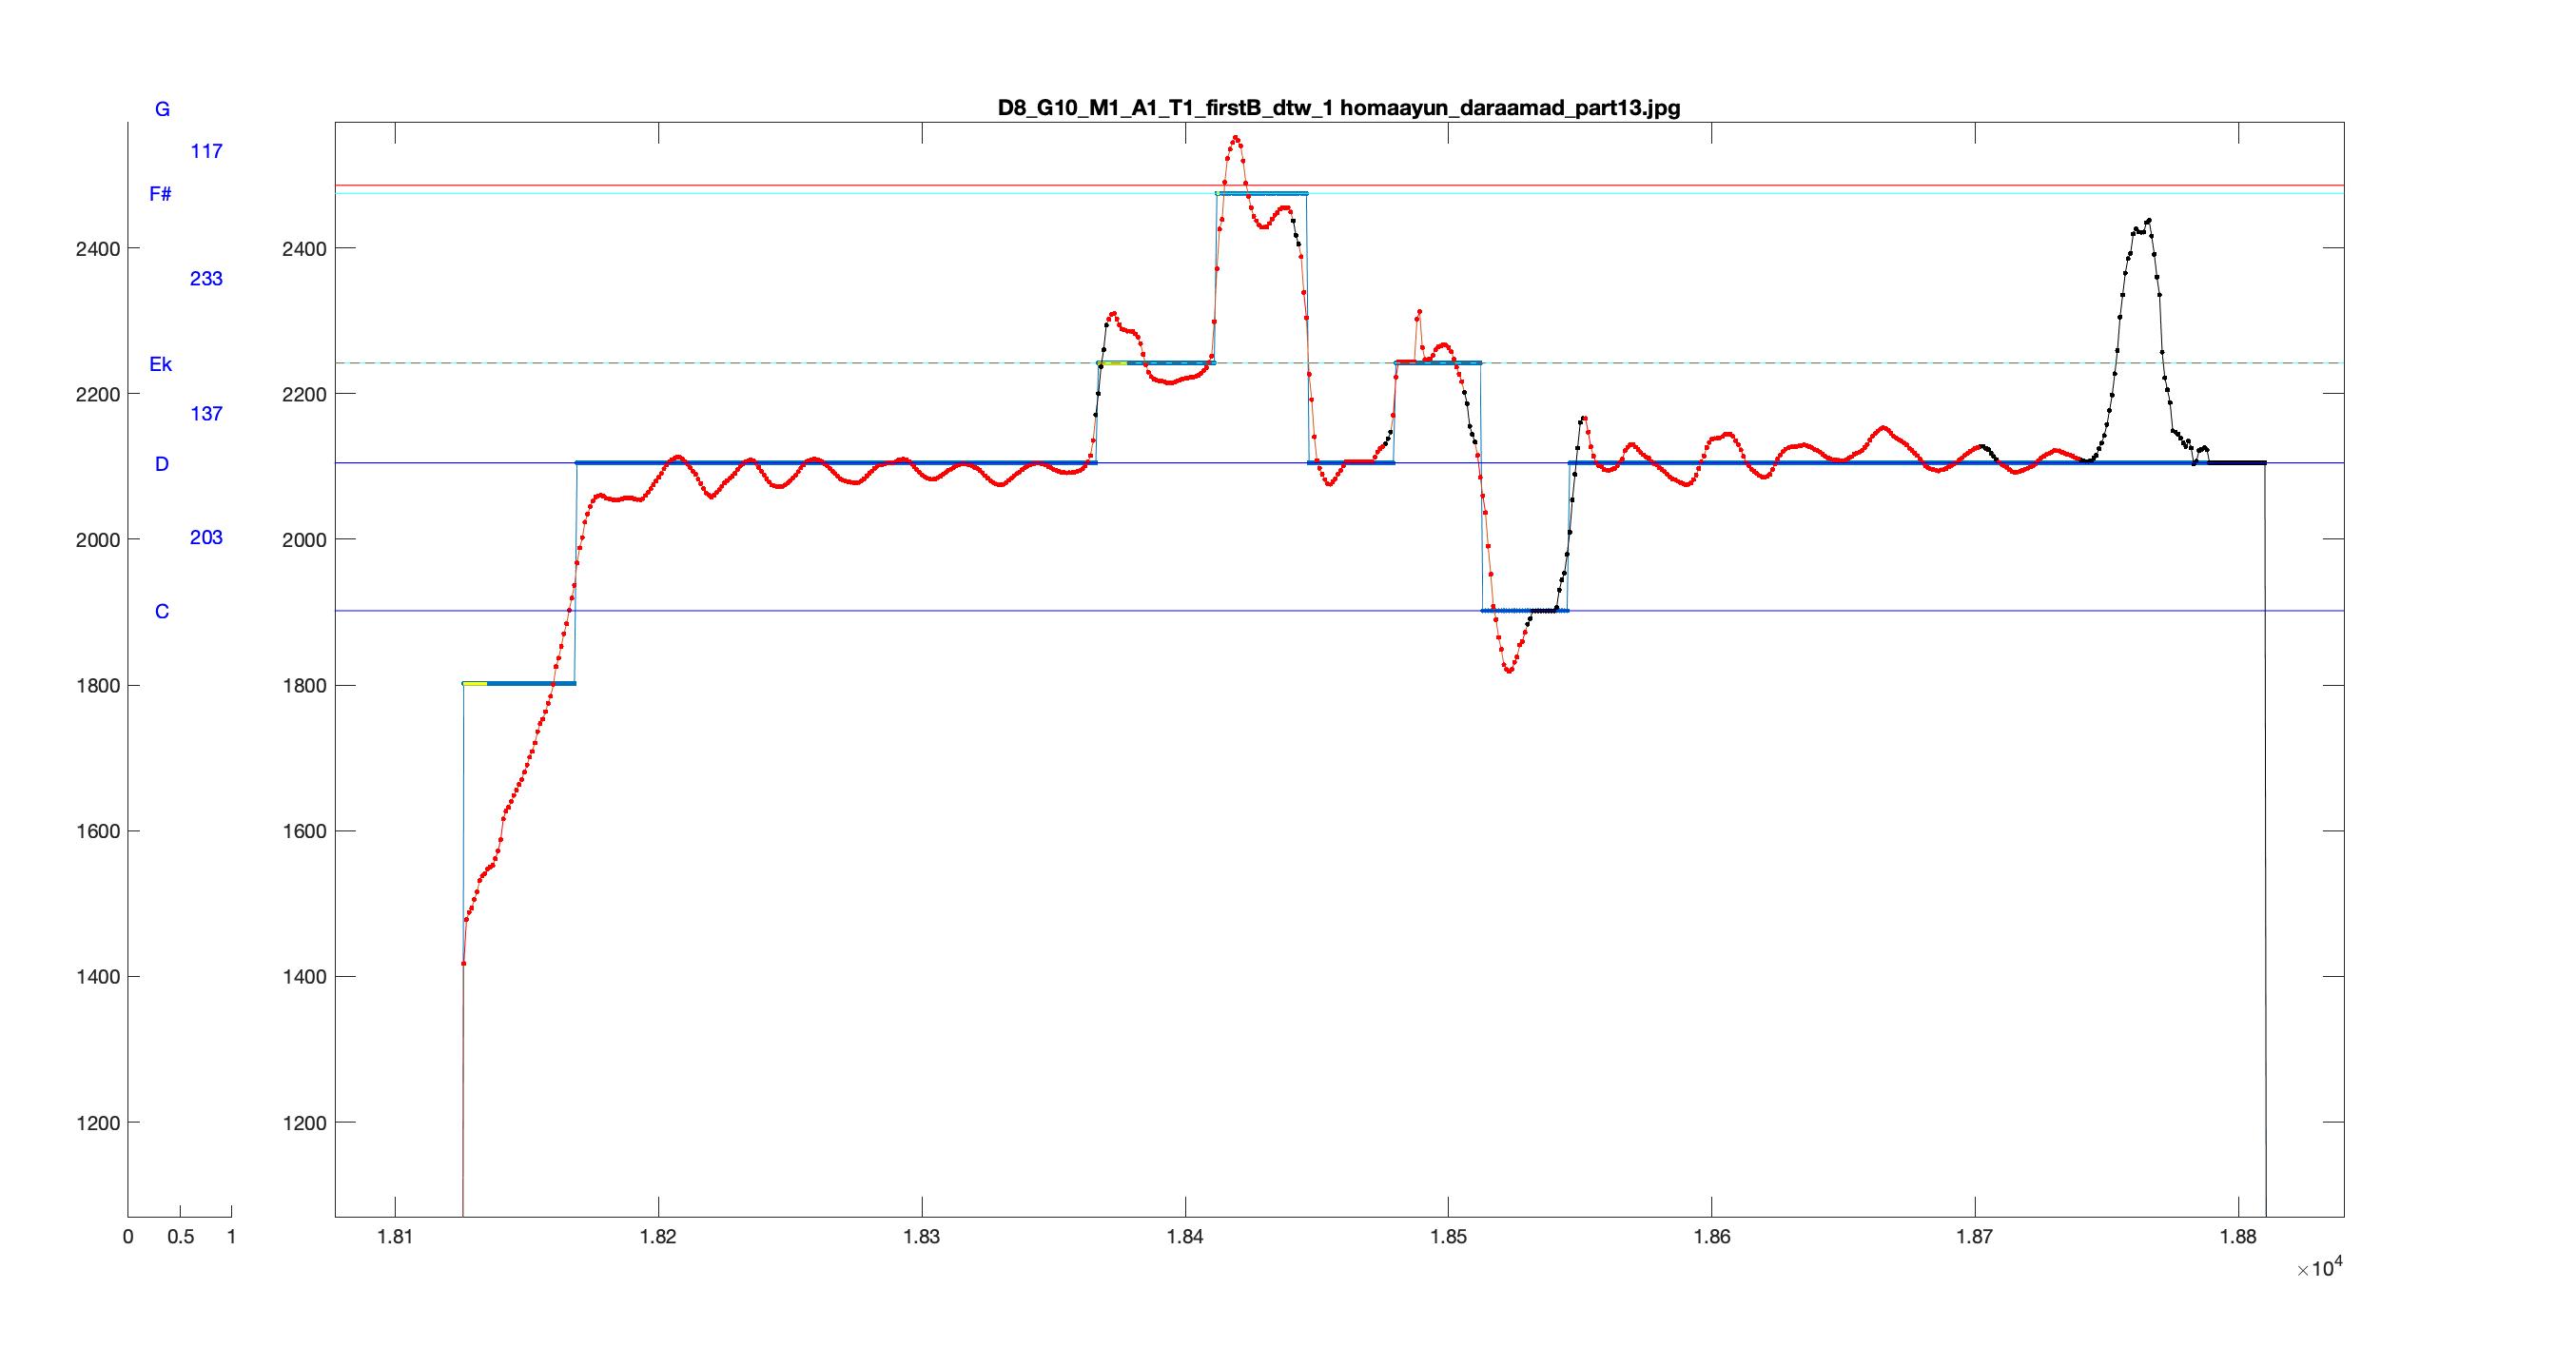 D8_G10_M1_A1_T1_firstB_dtw_1 homaayun_daraamad_part13.jpg
G
117
F#
2400 233 2400
Ek
2200 137 2200
D
2000 203 2000
C
1800 1800
1600 1600
1400 1400
1200 1200
0 0.5 1 1.81 1.82 1.83 1.84 1.85 1.86 1.87 1.88
×10^4